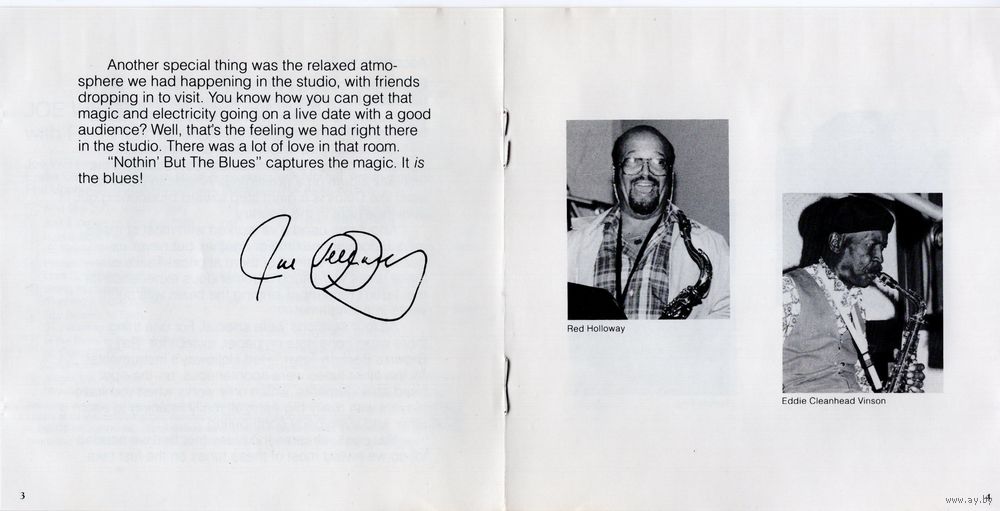 Another special thing was the relaxed atmo-
sphere we had happening in the studio, with friends
dropping in to visit. You know how you can get that
magic and electricity going on a live date with a good
audience? Well, that's the feeling we had right there
in the studio. There was a lot of love in that room.
“Nothin' But The Blues” captures the magic. It is
the blues!
3
Red Holloway
Eddie Cleanhead Vinson
4
www.ay.by